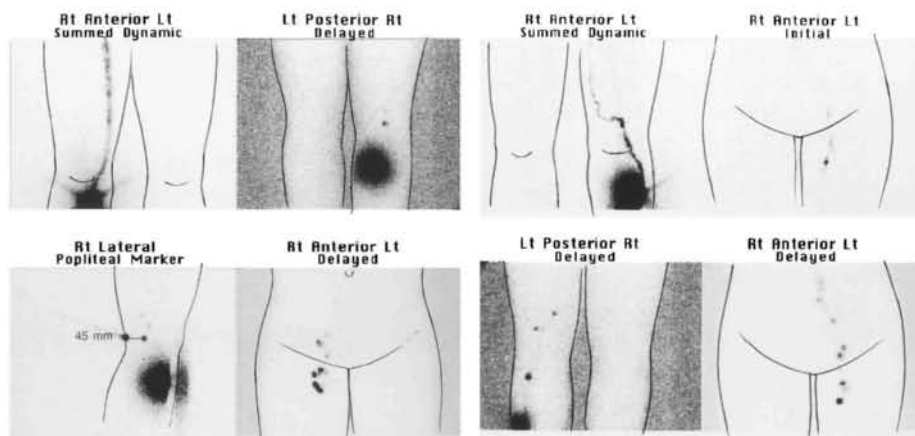 Rt Anterior Lt
Summed Dynamic
Lt Posterior Rt
Delayed
Rt Anterior Lt
Summed Dynamic
Rt Anterior Lt
Initial
Rt Lateral
Popliteal Marker
Rt Anterior Lt
Delayed
Lt Posterior Rt
Delayed
Rt Anterior Lt
Delayed
45 mm